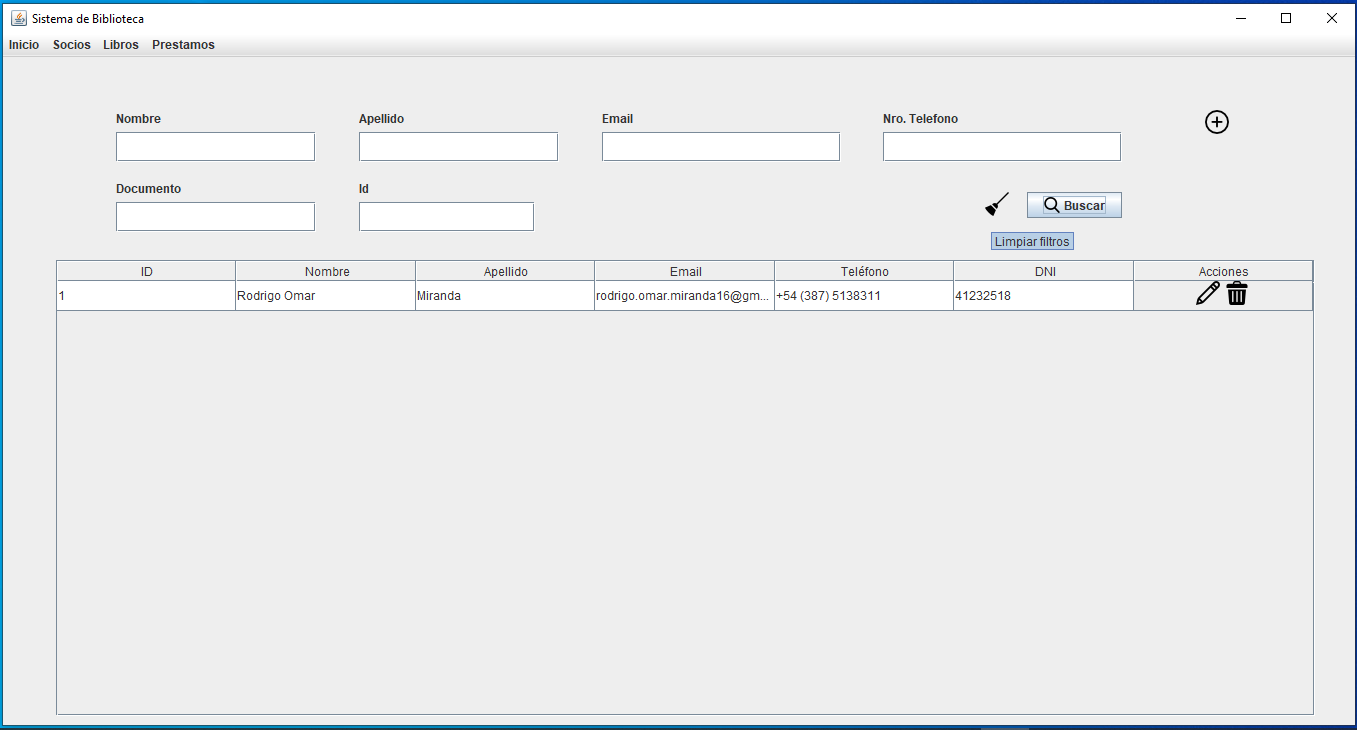 Sistema de Biblioteca
Inicio Socios Libros Prestamos
Nombre Apellido Email Nro. Telefono
Documento Id
Buscar
Limpiar filtros
ID Nombre Apellido Email Teléfono DNI Acciones
1 Rodrigo Omar Miranda rodrigo.omar.miranda16@gm... +54 (387) 5138311 41232518